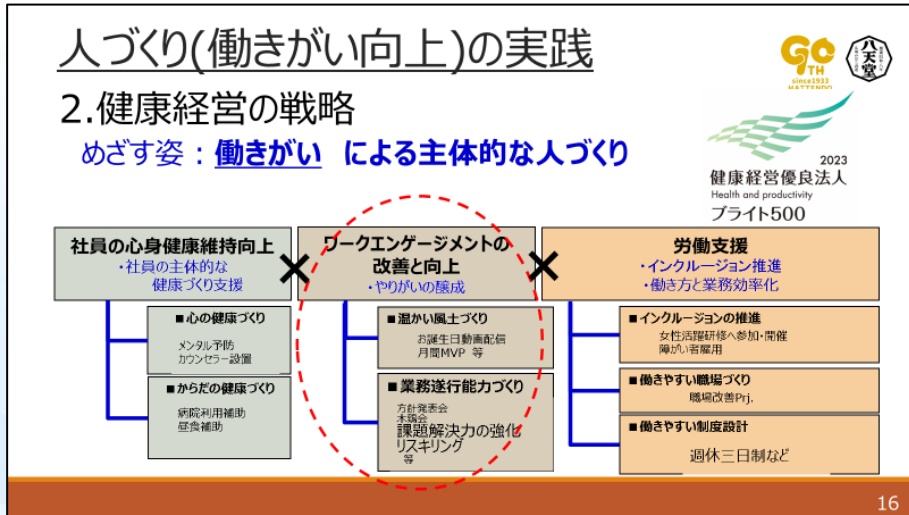 人づくり(働きがい向上)の実践
90
TH
since1933
HATTENDO
八天堂
2.健康経営の戦略
めざす姿：働きがい による主体的な人づくり
2023
健康経営優良法人
Health and productivity
ブライト500
社員の心身健康維持向上
・社員の主体的な
健康づくり支援
×
ワークエンゲージメントの
改善と向上
・やりがいの醸成
×
労働支援
・インクルージョン推進
・働き方と業務効率化
■心の健康づくり
メンタル予防
カウンセラー設置
■からだの健康づくり
病院利用補助
昼食補助
■温かい風土づくり
お誕生日動画配信
月間MVP 等
■業務遂行能力づくり
方針発表会
木鶏会
課題解決力の強化
リスキリング
等
■インクルージョンの推進
女性活躍研修へ参加・開催
障がい者雇用
■働きやすい職場づくり
職場改善Prj.
■働きやすい制度設計
週休三日制など
16